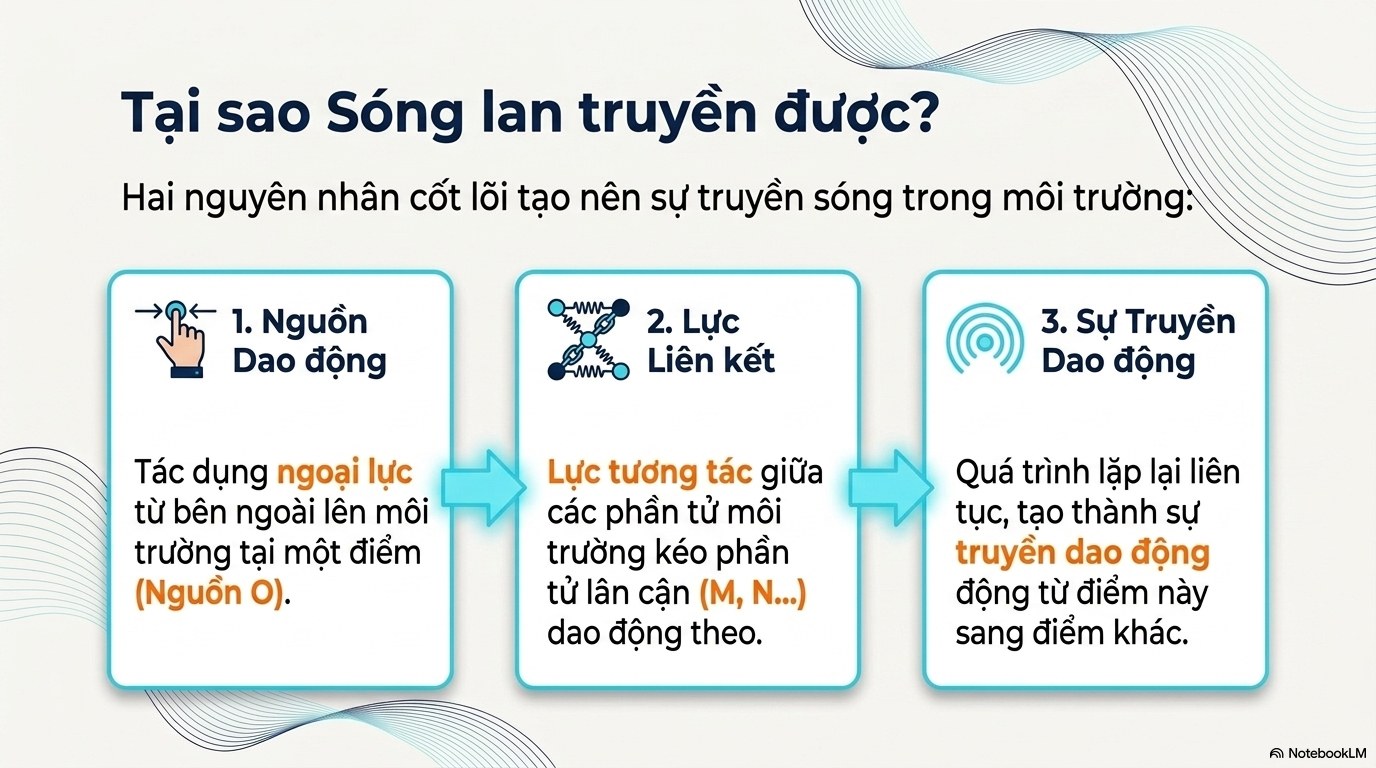 Tại sao Sóng lan truyền được?
Hai nguyên nhân cốt lõi tạo nên sự truyền sóng trong môi trường:
1. Nguồn
Dao động
Tác dụng ngoại lực
từ bên ngoài lên môi
trường tại một điểm
(Nguồn O).
2. Lực
Liên kết
Lực tương tác giữa
các phần tử môi
trường kéo phần
tử lân cận (M, N...)
dao động theo.
3. Sự Truyền
Dao động
Quá trình lặp lại liên
tục, tạo thành sự
truyền dao động
động từ điểm này
sang điểm khác.
NotebookLM